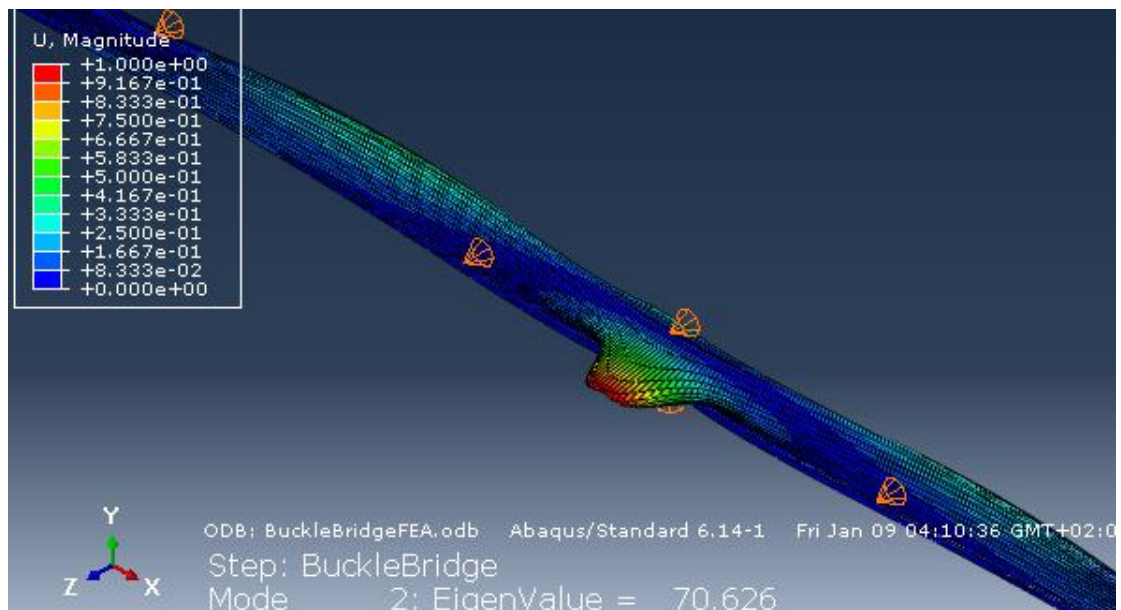 U, Magnitude
+1.000e+00
+9.167e-01
+8.333e-01
+7.500e-01
+6.667e-01
+5.833e-01
+5.000e-01
+4.167e-01
+3.333e-01
+2.500e-01
+1.667e-01
+8.333e-02
+0.000e+00
ODB: BuckleBridgeFEA.odb Abaqus/Standard 6.14-1 Fri Jan 09 04:10:36 GMT+02:0
Step: BuckleBridge
Mode 2: EigenValue = 70.626
Y
Z X